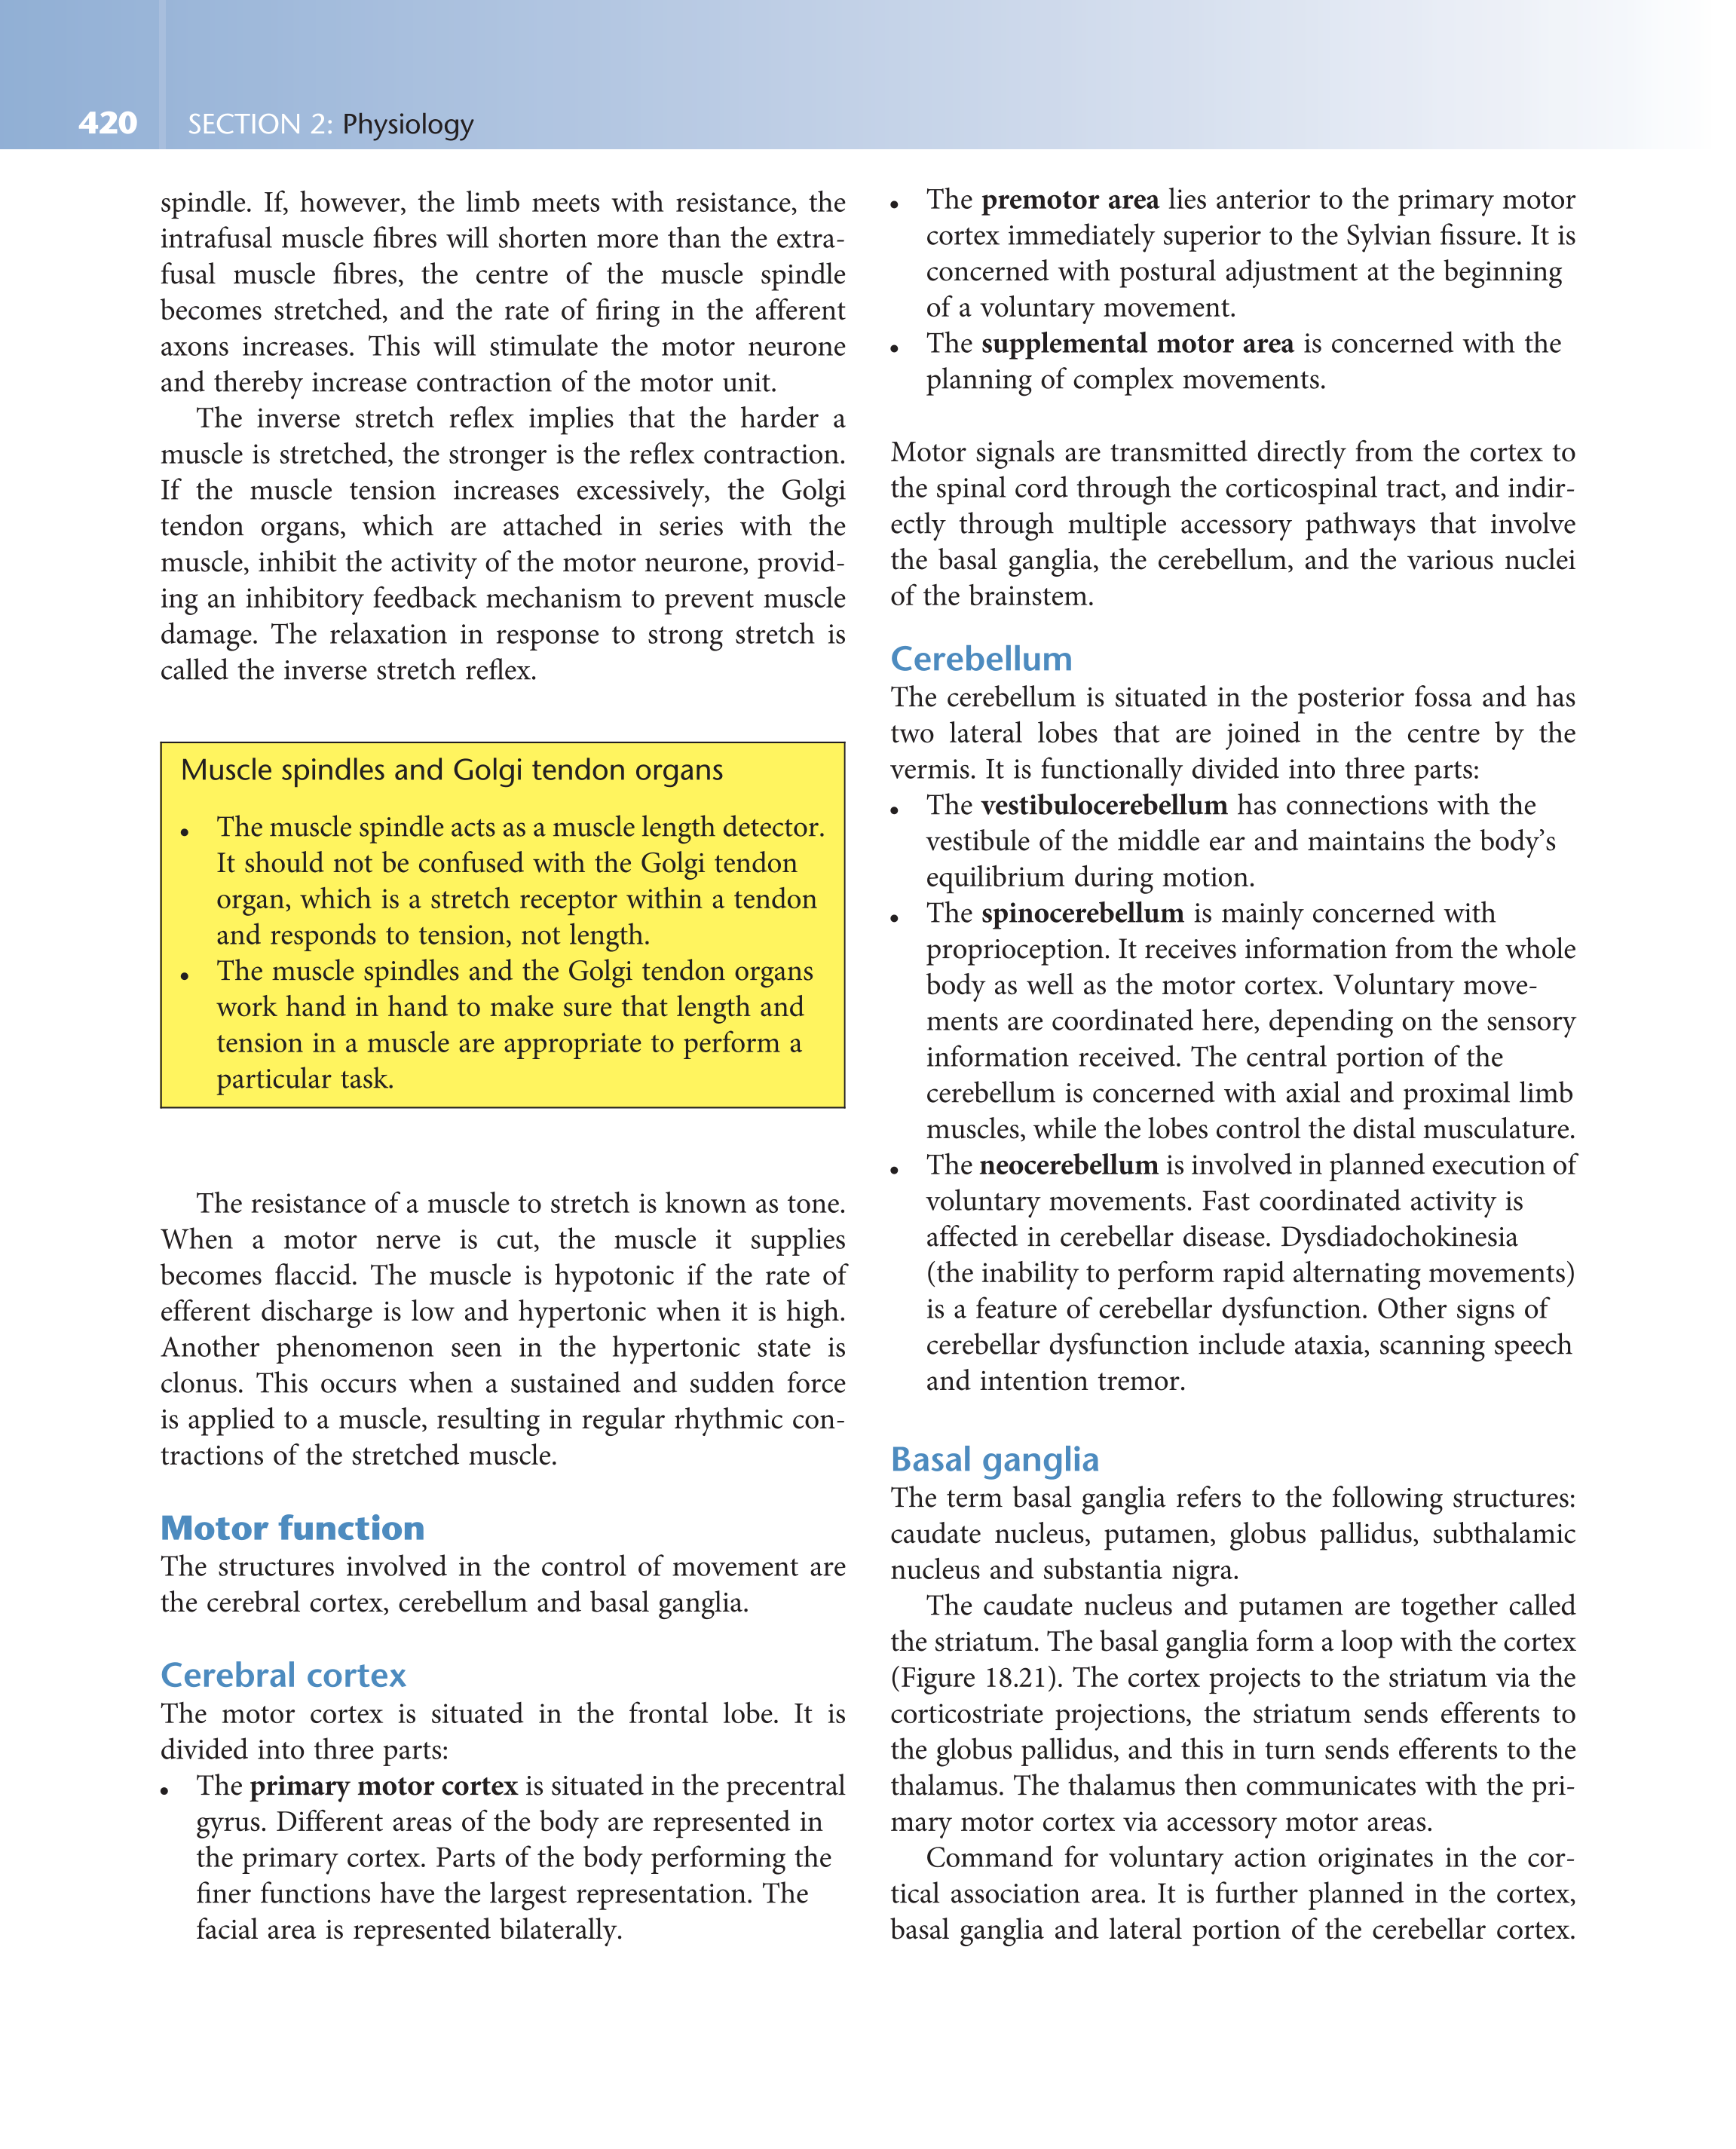 420 SECTION 2: Physiology
spindle. If, however, the limb meets with resistance, the
intrafusal muscle fibres will shorten more than the extra-
fusal muscle fibres, the centre of the muscle spindle
becomes stretched, and the rate of firing in the afferent
axons increases. This will stimulate the motor neurone
and thereby increase contraction of the motor unit.
The inverse stretch reflex implies that the harder a
muscle is stretched, the stronger is the reflex contraction.
If the muscle tension increases excessively, the Golgi
tendon organs, which are attached in series with the
muscle, inhibit the activity of the motor neurone, provid-
ing an inhibitory feedback mechanism to prevent muscle
damage. The relaxation in response to strong stretch is
called the inverse stretch reflex.
Muscle spindles and Golgi tendon organs
• The muscle spindle acts as a muscle length detector.
It should not be confused with the Golgi tendon
organ, which is a stretch receptor within a tendon
and responds to tension, not length.
• The muscle spindles and the Golgi tendon organs
work hand in hand to make sure that length and
tension in a muscle are appropriate to perform a
particular task.
The resistance of a muscle to stretch is known as tone.
When a motor nerve is cut, the muscle it supplies
becomes flaccid. The muscle is hypotonic if the rate of
efferent discharge is low and hypertonic when it is high.
Another phenomenon seen in the hypertonic state is
clonus. This occurs when a sustained and sudden force
is applied to a muscle, resulting in regular rhythmic con-
tractions of the stretched muscle.
Motor function
The structures involved in the control of movement are
the cerebral cortex, cerebellum and basal ganglia.
Cerebral cortex
The motor cortex is situated in the frontal lobe. It is
divided into three parts:
• The primary motor cortex is situated in the precentral
gyrus. Different areas of the body are represented in
the primary cortex. Parts of the body performing the
finer functions have the largest representation. The
facial area is represented bilaterally.
• The premotor area lies anterior to the primary motor
cortex immediately superior to the Sylvian fissure. It is
concerned with postural adjustment at the beginning
of a voluntary movement.
• The supplemental motor area is concerned with the
planning of complex movements.
Motor signals are transmitted directly from the cortex to
the spinal cord through the corticospinal tract, and indir-
ectly through multiple accessory pathways that involve
the basal ganglia, the cerebellum, and the various nuclei
of the brainstem.
Cerebellum
The cerebellum is situated in the posterior fossa and has
two lateral lobes that are joined in the centre by the
vermis. It is functionally divided into three parts:
• The vestibulocerebellum has connections with the
vestibule of the middle ear and maintains the body’s
equilibrium during motion.
• The spinocerebellum is mainly concerned with
proprioception. It receives information from the whole
body as well as the motor cortex. Voluntary move-
ments are coordinated here, depending on the sensory
information received. The central portion of the
cerebellum is concerned with axial and proximal limb
muscles, while the lobes control the distal musculature.
• The neocerebellum is involved in planned execution of
voluntary movements. Fast coordinated activity is
affected in cerebellar disease. Dysdiadochokinesia
(the inability to perform rapid alternating movements)
is a feature of cerebellar dysfunction. Other signs of
cerebellar dysfunction include ataxia, scanning speech
and intention tremor.
Basal ganglia
The term basal ganglia refers to the following structures:
caudate nucleus, putamen, globus pallidus, subthalamic
nucleus and substantia nigra.
The caudate nucleus and putamen are together called
the striatum. The basal ganglia form a loop with the cortex
(Figure 18.21). The cortex projects to the striatum via the
corticostriate projections, the striatum sends efferents to
the globus pallidus, and this in turn sends efferents to the
thalamus. The thalamus then communicates with the pri-
mary motor cortex via accessory motor areas.
Command for voluntary action originates in the cor-
tical association area. It is further planned in the cortex,
basal ganglia and lateral portion of the cerebellar cortex.